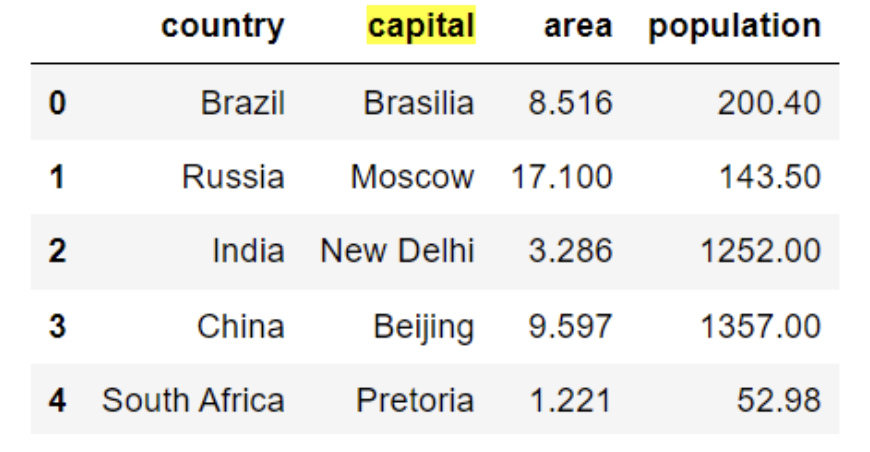 country capital area population
0 Brazil Brasilia 8.516 200.40
1 Russia Moscow 17.100 143.50
2 India New Delhi 3.286 1252.00
3 China Beijing 9.597 1357.00
4 South Africa Pretoria 1.221 52.98